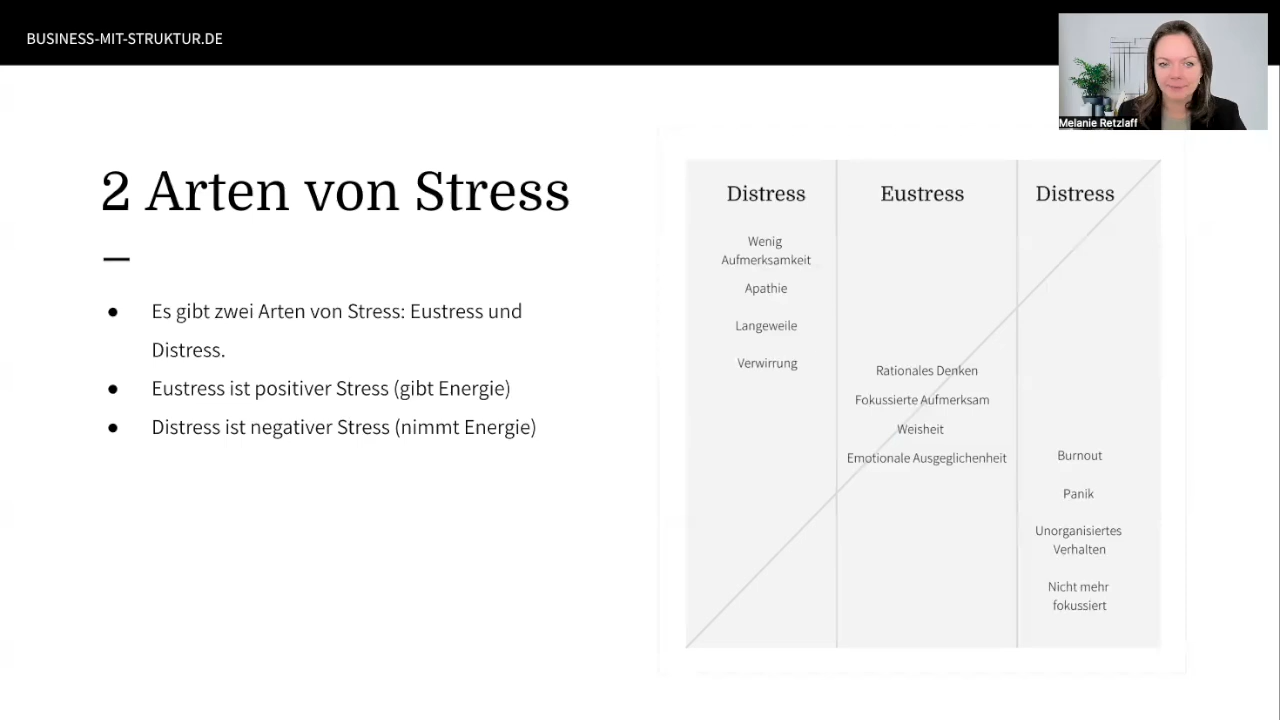 BUSINESS-MIT-STRUKTUR.DE
Melanie Retzlaff
2 Arten von Stress
● Es gibt zwei Arten von Stress: Eustress und
Distress.
● Eustress ist positiver Stress (gibt Energie)
● Distress ist negativer Stress (nimmt Energie)
Distress
Wenig
Aufmerksamkeit
Apathie
Langeweile
Verwirrung
Eustress
Rationales Denken
Fokussierte Aufmerksam
Weisheit
Emotionale Ausgeglichenheit
Distress
Burnout
Panik
Unorganisiertes
Verhalten
Nicht mehr
fokussiert